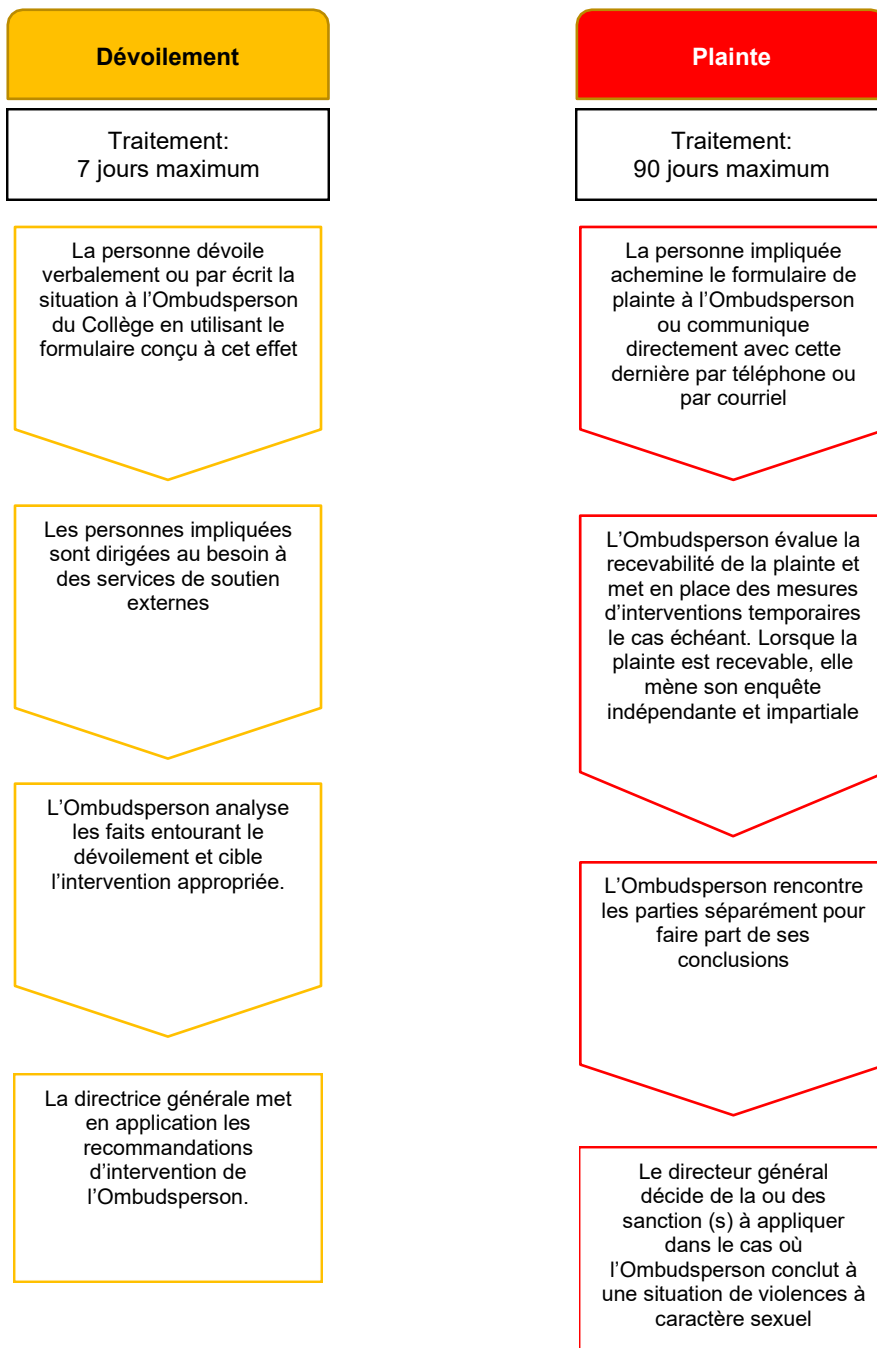 Dévoilement
Traitement:
7 jours maximum
La personne dévoile
verbalement ou par écrit la
situation à l’Ombudsperson
du Collège en utilisant le
formulaire conçu à cet effet
Les personnes impliquées
sont dirigées au besoin à
des services de soutien
externes
L’Ombudsperson analyse
les faits entourant le
dévoilement et cible
l’intervention appropriée.
La directrice générale met
en application les
recommandations
d’intervention de
l’Ombudsperson.
Plainte
Traitement:
90 jours maximum
La personne impliquée
achemine le formulaire de
plainte à l’Ombudsperson
ou communique
directement avec cette
dernière par téléphone ou
par courriel
L’Ombudsperson évalue la
recevabilité de la plainte et
met en place des mesures
d’interventions temporaires
le cas échéant. Lorsque la
plainte est recevable, elle
mène son enquête
indépendante et impartiale
L’Ombudsperson rencontre
les parties séparément pour
faire part de ses
conclusions
Le directeur général
décide de la ou des
sanction (s) à appliquer
dans le cas où
l’Ombudsperson conclut à
une situation de violences à
caractère sexuel